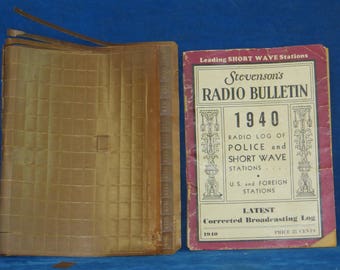 Leading SHORT WAVE Stations
Stevenson's
RADIO BULLETIN
1940
RADIO LOG OF
POLICE and
SHORT WAVE
STATIONS . . . .
U. S. and FOREIGN
STATIONS
LATEST
Corrected Broadcasting Log
1940 PRICE 25 CENTS